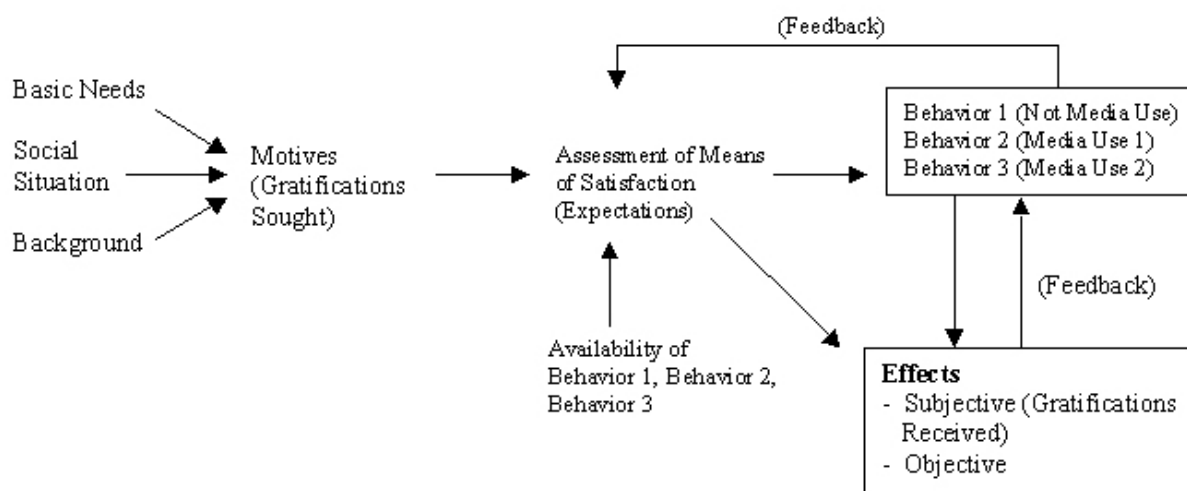 (Feedback)
Basic Needs
Social
Situation
Background
Motives
(Gratifications
Sought)
Assessment of Means
of Satisfaction
(Expectations)
Availability of
Behavior 1, Behavior 2,
Behavior 3
Behavior 1 (Not Media Use)
Behavior 2 (Media Use 1)
Behavior 3 (Media Use 2)
(Feedback)
Effects
- Subjective (Gratifications
Received)
- Objective